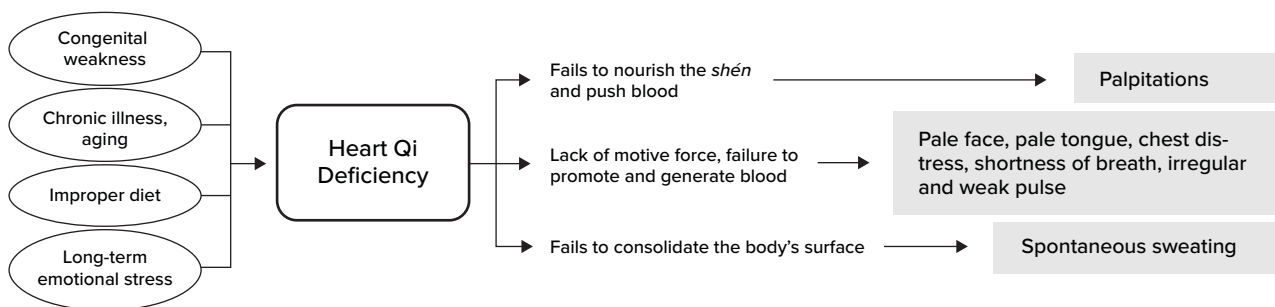 Congenital
weakness
Chronic illness,
aging
Improper diet
Long-term
emotional stress
Heart Qi
Deficiency
Fails to nourish the shén
and push blood
Palpitations
Lack of motive force, failure to
promote and generate blood
Pale face, pale tongue, chest dis-
tress, shortness of breath, irregular
and weak pulse
Fails to consolidate the body’s surface
Spontaneous sweating